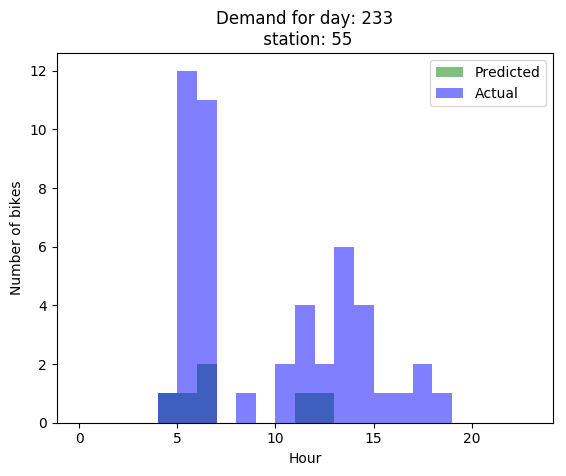 Demand for day: 233
station: 55
Predicted
Actual
Number of bikes
12
10
8
6
4
2
0
0 5 10 15 20
Hour